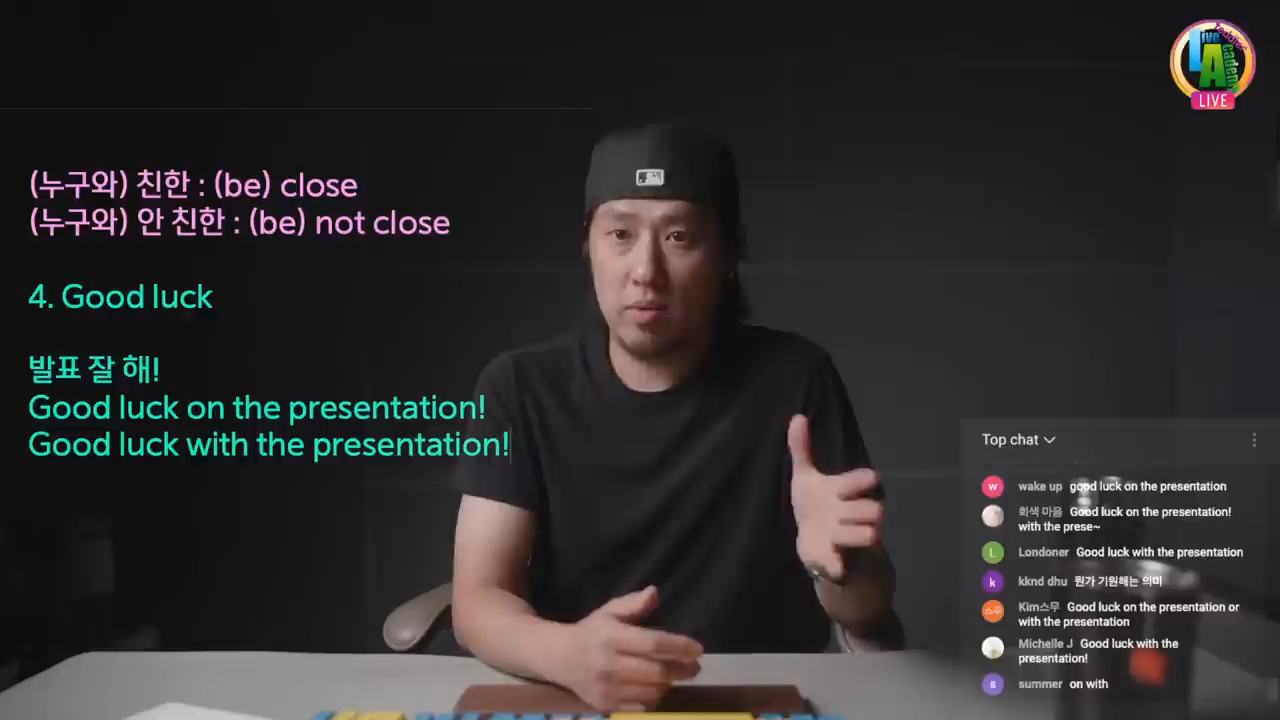 (누구와) 친한 : (be) close
(누구와) 안 친한 : (be) not close
4. Good luck
발표 잘 해!
Good luck on the presentation!
Good luck with the presentation!
Live Academy
LIVE
Top chat
w wake up good luck on the presentation
회색 마음 Good luck on the presentation!
with the prese~
L Londoner Good luck with the presentation
k kknd dhu 뭔가 기원해는 의미
스무 Kim스무 Good luck on the presentation or
with the presentation
Michelle J Good luck with the
presentation!
s summer on with